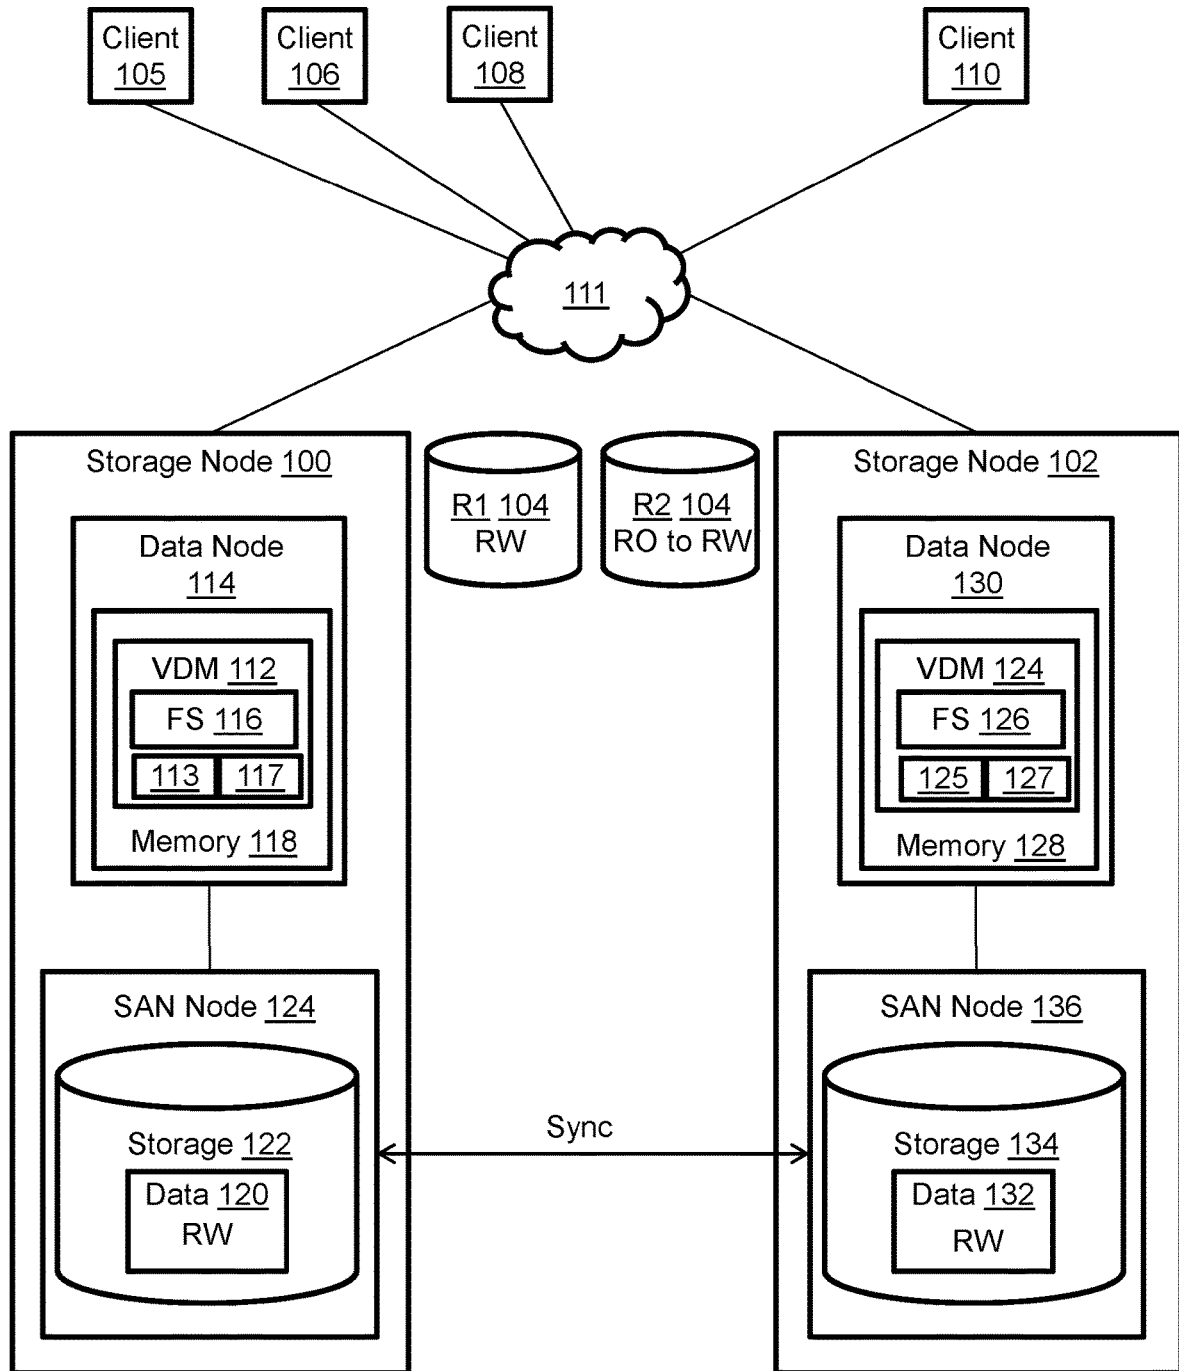 Client
105
Client
106
Client
108
Client
110
111
Storage Node 100
Data Node
114
VDM 112
FS 116
113
117
Memory 118
SAN Node 124
Storage 122
Data 120
RW
R1 104
RW
R2 104
RO to RW
Sync
Storage Node 102
Data Node
130
VDM 124
FS 126
125
127
Memory 128
SAN Node 136
Storage 134
Data 132
RW